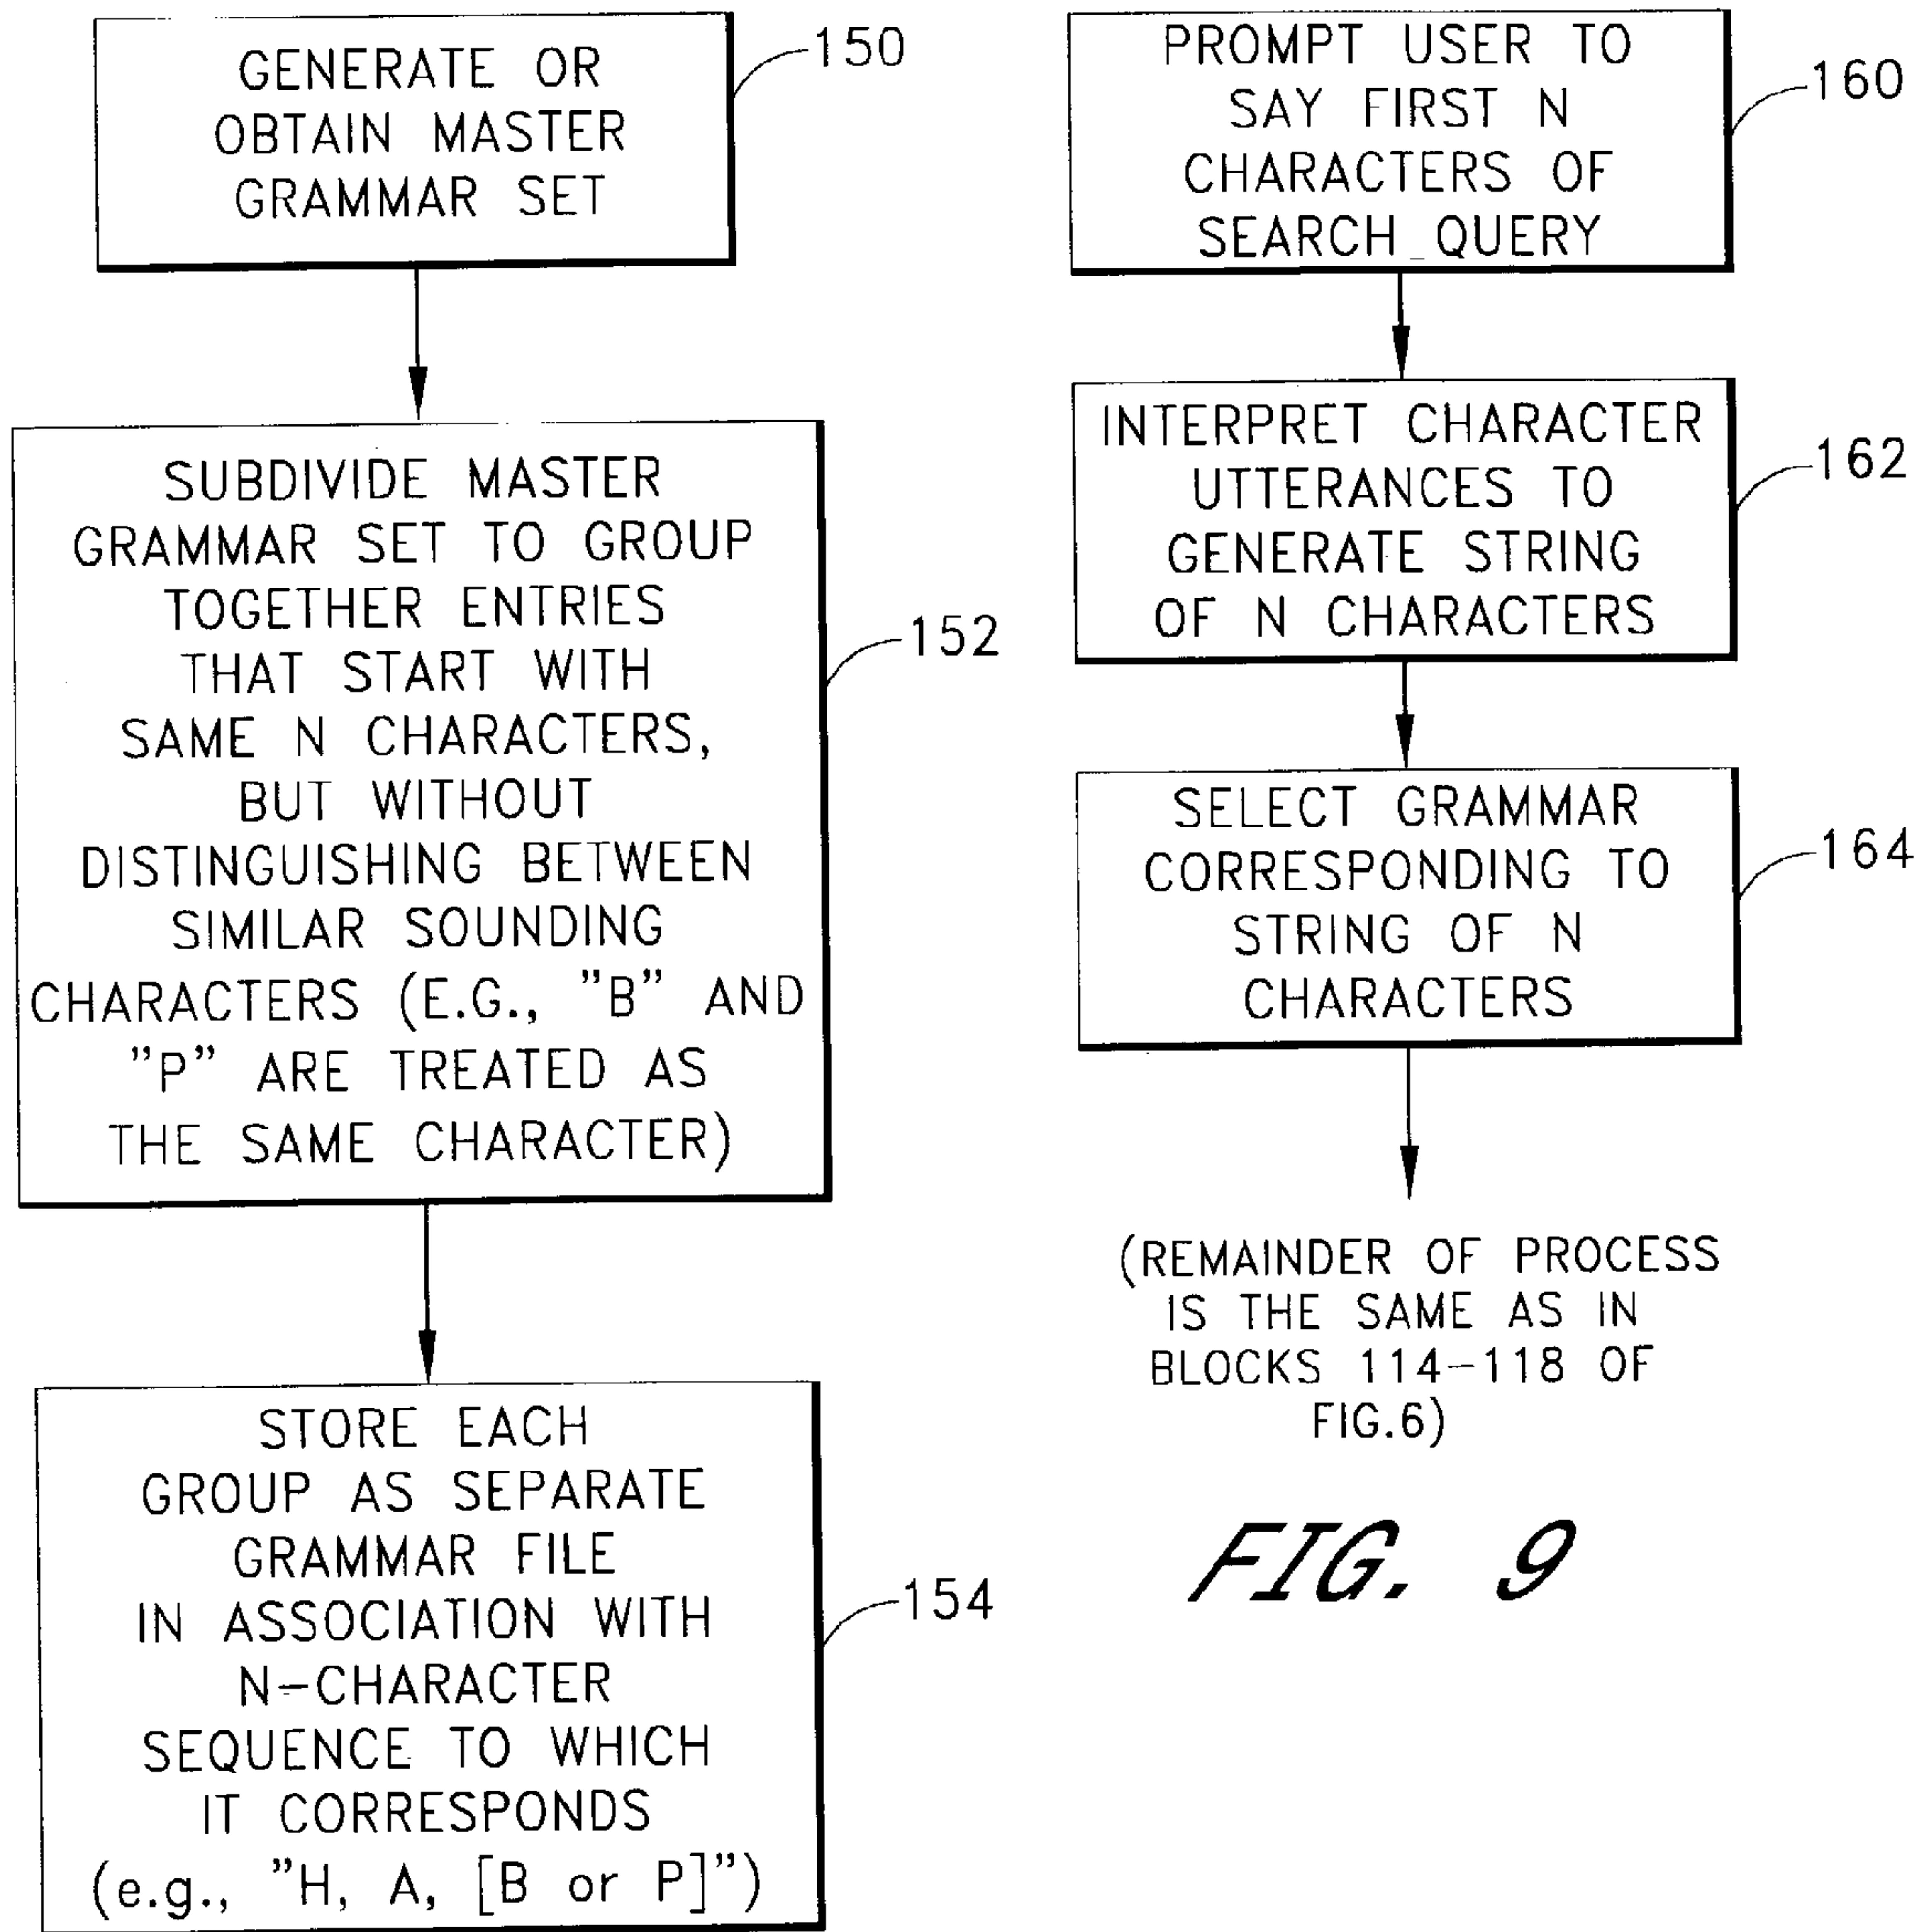 GENERATE OR
OBTAIN MASTER
GRAMMAR SET
150
SUBDIVIDE MASTER
GRAMMAR SET TO GROUP
TOGETHER ENTRIES
THAT START WITH
SAME N CHARACTERS,
BUT WITHOUT
DISTINGUISHING BETWEEN
SIMILAR SOUNDING
CHARACTERS (E.G., "B" AND
"P" ARE TREATED AS
THE SAME CHARACTER)
152
STORE EACH
GROUP AS SEPARATE
GRAMMAR FILE
IN ASSOCIATION WITH
N-CHARACTER
SEQUENCE TO WHICH
IT CORRESPONDS
(e.g., "H, A, [B or P]")
154
PROMPT USER TO
SAY FIRST N
CHARACTERS OF
SEARCH_QUERY
160
INTERPRET CHARACTER
UTTERANCES TO
GENERATE STRING
OF N CHARACTERS
162
SELECT GRAMMAR
CORRESPONDING TO
STRING OF N
CHARACTERS
164
(REMAINDER OF PROCESS
IS THE SAME AS IN
BLOCKS 114-118 OF
FIG.6)
FIG. 9